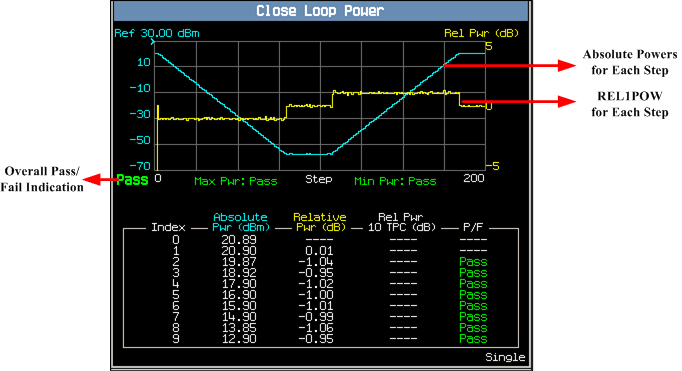 Close Loop Power
Ref 30.00 dBm Rel Pwr (dB)
5
10
-10
-30
-50
-70
0
-5
Absolute Powers
for Each Step
REL1POW
for Each Step
Overall Pass/
Fail Indication
Pass 0 Step 200
Max Pwr: Pass Min Pwr: Pass
Absolute Relative Rel Pwr
Index Pwr (dBm) Pwr (dB) 10 TPC (dB) P/F
0 20.89 ---- ---- ----
1 20.90 0.01 ---- ----
2 19.87 -1.04 ---- Pass
3 18.92 -0.95 ---- Pass
4 17.90 -1.02 ---- Pass
5 16.90 -1.00 ---- Pass
6 15.90 -1.01 ---- Pass
7 14.90 -0.99 ---- Pass
8 13.85 -1.06 ---- Pass
9 12.90 -0.95 ---- Pass
Single